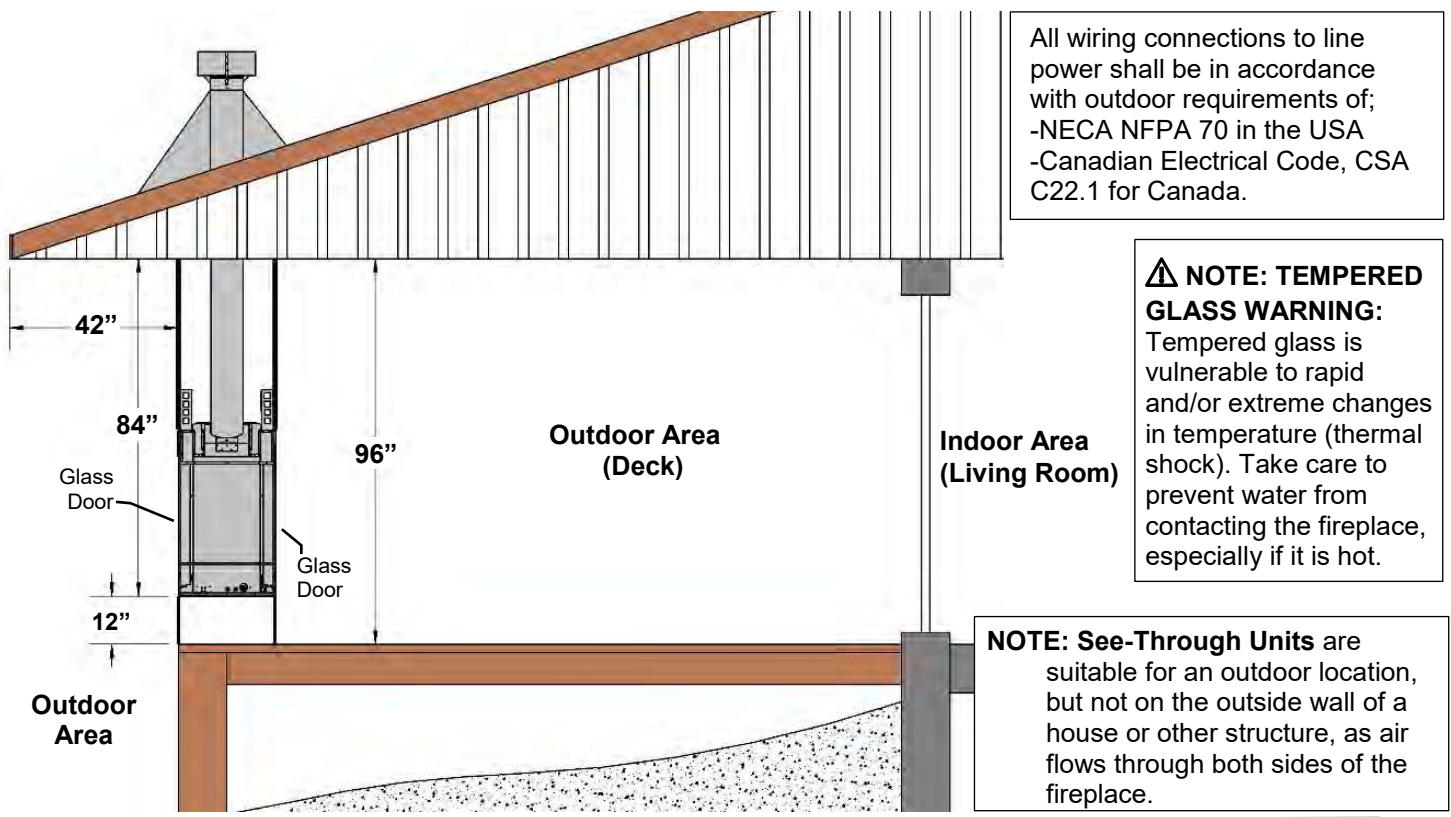 All wiring connections to line
power shall be in accordance
with outdoor requirements of;
-NECA NFPA 70 in the USA
-Canadian Electrical Code, CSA
C22.1 for Canada.
⚠ NOTE: TEMPERED
GLASS WARNING:
Tempered glass is
vulnerable to rapid
and/or extreme changes
in temperature (thermal
shock). Take care to
prevent water from
contacting the fireplace,
especially if it is hot.
42”
84”
96”
Outdoor Area
(Deck)
Indoor Area
(Living Room)
Glass
Door
Glass
Door
12”
Outdoor
Area
NOTE: See-Through Units are
suitable for an outdoor location,
but not on the outside wall of a
house or other structure, as air
flows through both sides of the
fireplace.